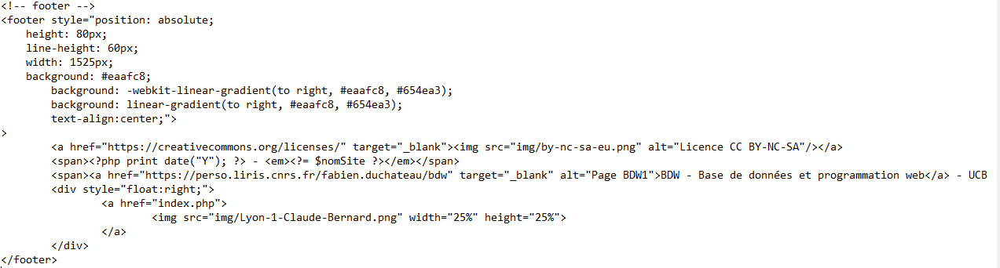 <!-- footer -->
<footer style="position: absolute;
    height: 80px;
    line-height: 60px;
    width: 1525px;
    background: #eaafc8;
        background: -webkit-linear-gradient(to right, #eaafc8, #654ea3);
        background: linear-gradient(to right, #eaafc8, #654ea3);
        text-align:center;">
>
        <a href="https://creativecommons.org/licenses/" target="_blank"><img src="img/by-nc-sa-eu.png" alt="Licence CC BY-NC-SA"/></a>
        <span><?php print date("Y"); ?> - <em><?= $nomSite ?></em></span>
        <span><a href="https://perso.liris.cnrs.fr/fabien.duchateau/bdw" target="_blank" alt="Page BDW1">BDW - Base de données et programmation web</a> - UCB
        <div style="float:right;">
                <a href="index.php">
                        <img src="img/Lyon-1-Claude-Bernard.png" width="25%" height="25%">
                </a>
        </div>
</footer>